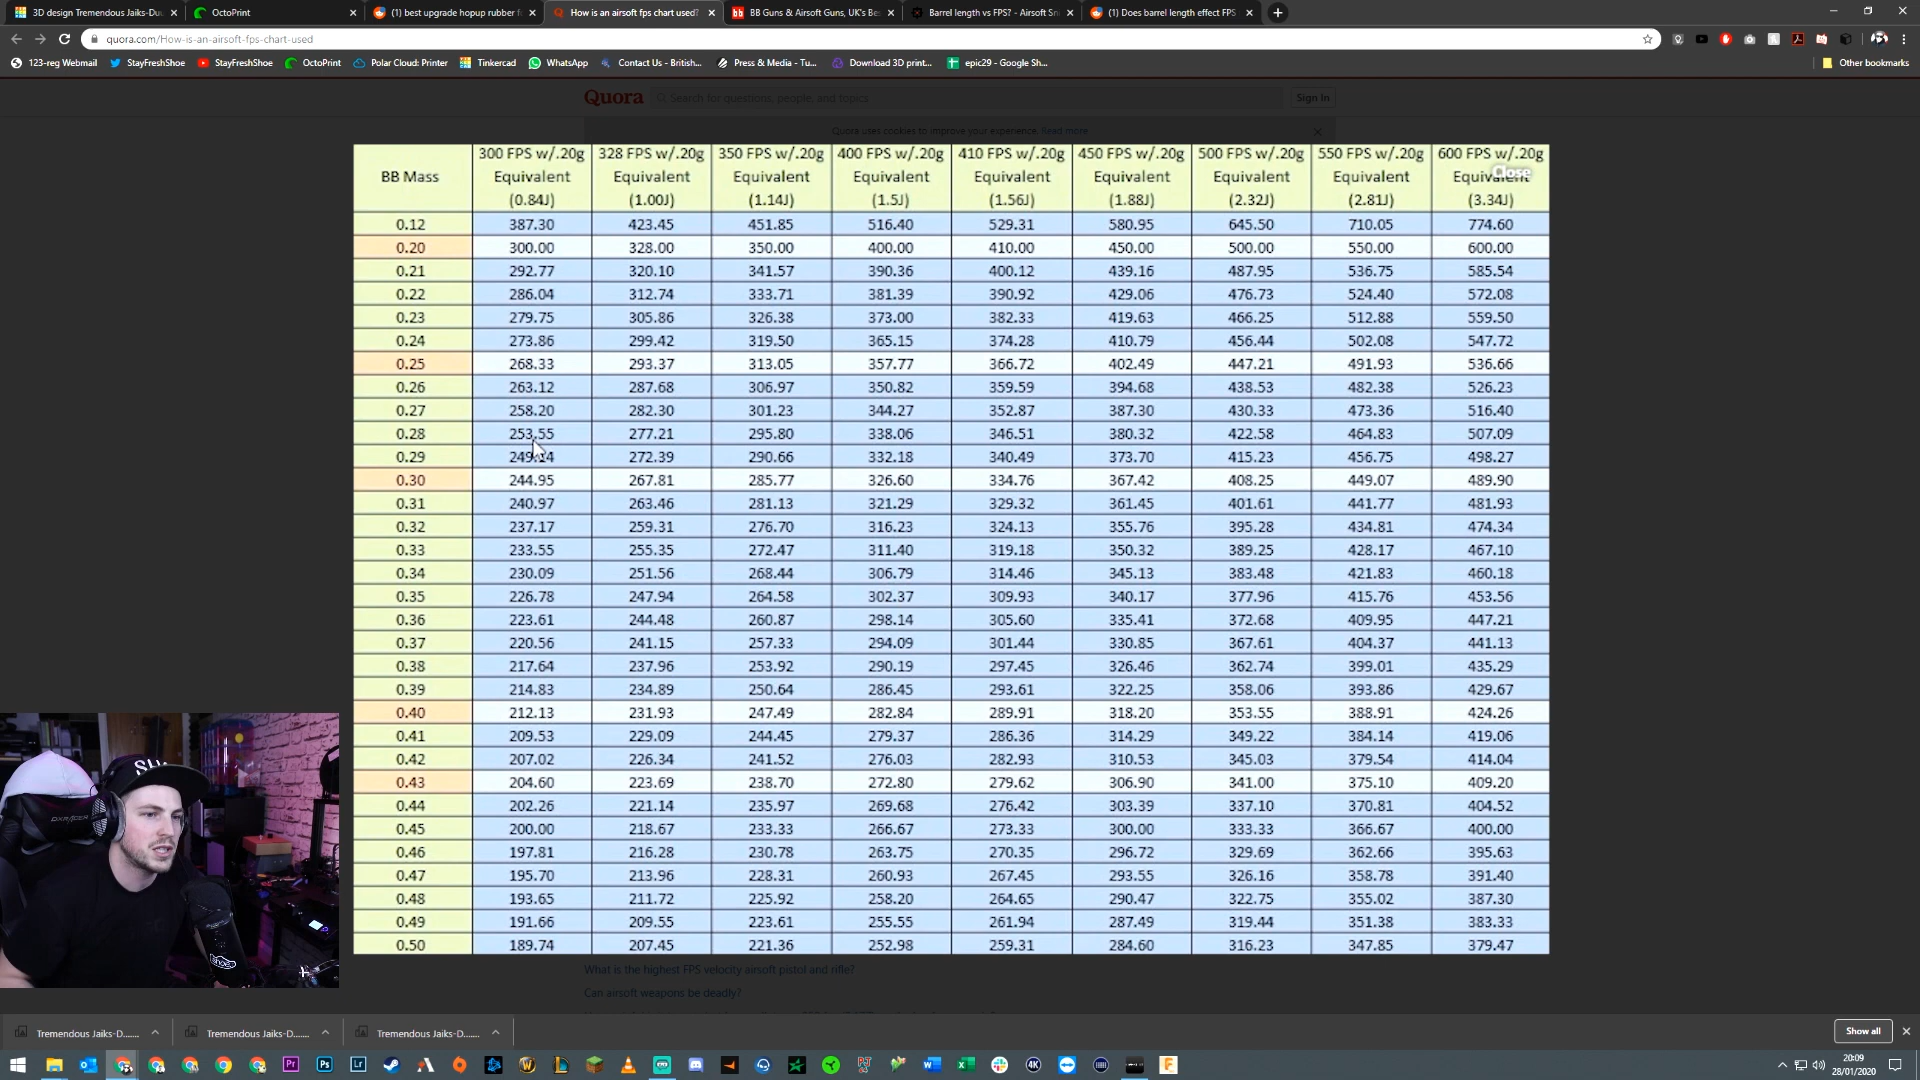 3D design Tremendous Jaiks-Du
OctoPrint
(1) best upgrade hopup rubber f
How is an airsoft fps chart used?
BB Guns & Airsoft Guns, UK's Be
Barrel length vs FPS? - Airsoft Sn
(1) Does barrel length effect FPS
quora.com/How-is-an-airsoft-fps-chart-used
123-reg Webmail
StayFreshShoe
StayFreshShoe
OctoPrint
Polar Cloud: Printer
Tinkercad
WhatsApp
Contact Us - British...
Press & Media - Tu...
Download 3D print...
epic29 - Google Sh...
Other bookmarks
Quora
Search for questions, people, and topics
Sign In
Quora uses cookies to improve your experience. Read more
Close
BB Mass 300 FPS w/.20g Equivalent (0.84J) 328 FPS w/.20g Equivalent (1.00J) 350 FPS w/.20g Equivalent (1.14J) 400 FPS w/.20g Equivalent (1.5J) 410 FPS w/.20g Equivalent (1.56J) 450 FPS w/.20g Equivalent (1.88J) 500 FPS w/.20g Equivalent (2.32J) 550 FPS w/.20g Equivalent (2.81J) 600 FPS w/.20g Equivalent (3.34J)
0.12 387.30 423.45 451.85 516.40 529.31 580.95 645.50 710.05 774.60
0.20 300.00 328.00 350.00 400.00 410.00 450.00 500.00 550.00 600.00
0.21 292.77 320.10 341.57 390.36 400.12 439.16 487.95 536.75 585.54
0.22 286.04 312.74 333.71 381.39 390.92 429.06 476.73 524.40 572.08
0.23 279.75 305.86 326.38 373.00 382.33 419.63 466.25 512.88 559.50
0.24 273.86 299.42 319.50 365.15 374.28 410.79 456.44 502.08 547.72
0.25 268.33 293.37 313.05 357.77 366.72 402.49 447.21 491.93 536.66
0.26 263.12 287.68 306.97 350.82 359.59 394.68 438.53 482.38 526.23
0.27 258.20 282.30 301.23 344.27 352.87 387.30 430.33 473.36 516.40
0.28 253.55 277.21 295.80 338.06 346.51 380.32 422.58 464.83 507.09
0.29 249.14 272.39 290.66 332.18 340.49 373.70 415.23 456.75 498.27
0.30 244.95 267.81 285.77 326.60 334.76 367.42 408.25 449.07 489.90
0.31 240.97 263.46 281.13 321.29 329.32 361.45 401.61 441.77 481.93
0.32 237.17 259.31 276.70 316.23 324.13 355.76 395.28 434.81 474.34
0.33 233.55 255.35 272.47 311.40 319.18 350.32 389.25 428.17 467.10
0.34 230.09 251.56 268.44 306.79 314.46 345.13 383.48 421.83 460.18
0.35 226.78 247.94 264.58 302.37 309.93 340.17 377.96 415.76 453.56
0.36 223.61 244.48 260.87 298.14 305.60 335.41 372.68 409.95 447.21
0.37 220.56 241.15 257.33 294.09 301.44 330.85 367.61 404.37 441.13
0.38 217.64 237.96 253.92 290.19 297.45 326.46 362.74 399.01 435.29
0.39 214.83 234.89 250.64 286.45 293.61 322.25 358.06 393.86 429.67
0.40 212.13 231.93 247.49 282.84 289.91 318.20 353.55 388.91 424.26
0.41 209.53 229.09 244.45 279.37 286.36 314.29 349.22 384.14 419.06
0.42 207.02 226.34 241.52 276.03 282.93 310.53 345.03 379.54 414.04
0.43 204.60 223.69 238.70 272.80 279.62 306.90 341.00 375.10 409.20
0.44 202.26 221.14 235.97 269.68 276.42 303.39 337.10 370.81 404.52
0.45 200.00 218.67 233.33 266.67 273.33 300.00 333.33 366.67 400.00
0.46 197.81 216.28 230.78 263.75 270.35 296.72 329.69 362.66 395.63
0.47 195.70 213.96 228.31 260.93 267.45 293.55 326.16 358.78 391.40
0.48 193.65 211.72 225.92 258.20 264.65 290.47 322.75 355.02 387.30
0.49 191.66 209.55 223.61 255.55 261.94 287.49 319.44 351.38 383.33
0.50 189.74 207.45 221.36 252.98 259.31 284.60 316.23 347.85 379.47
What is the highest FPS velocity airsoft pistol and rifle?
Can airsoft weapons be deadly?
Tremendous Jaiks-D......
Tremendous Jaiks-D......
Tremendous Jaiks-D......
Show all
20:09
28/01/2020